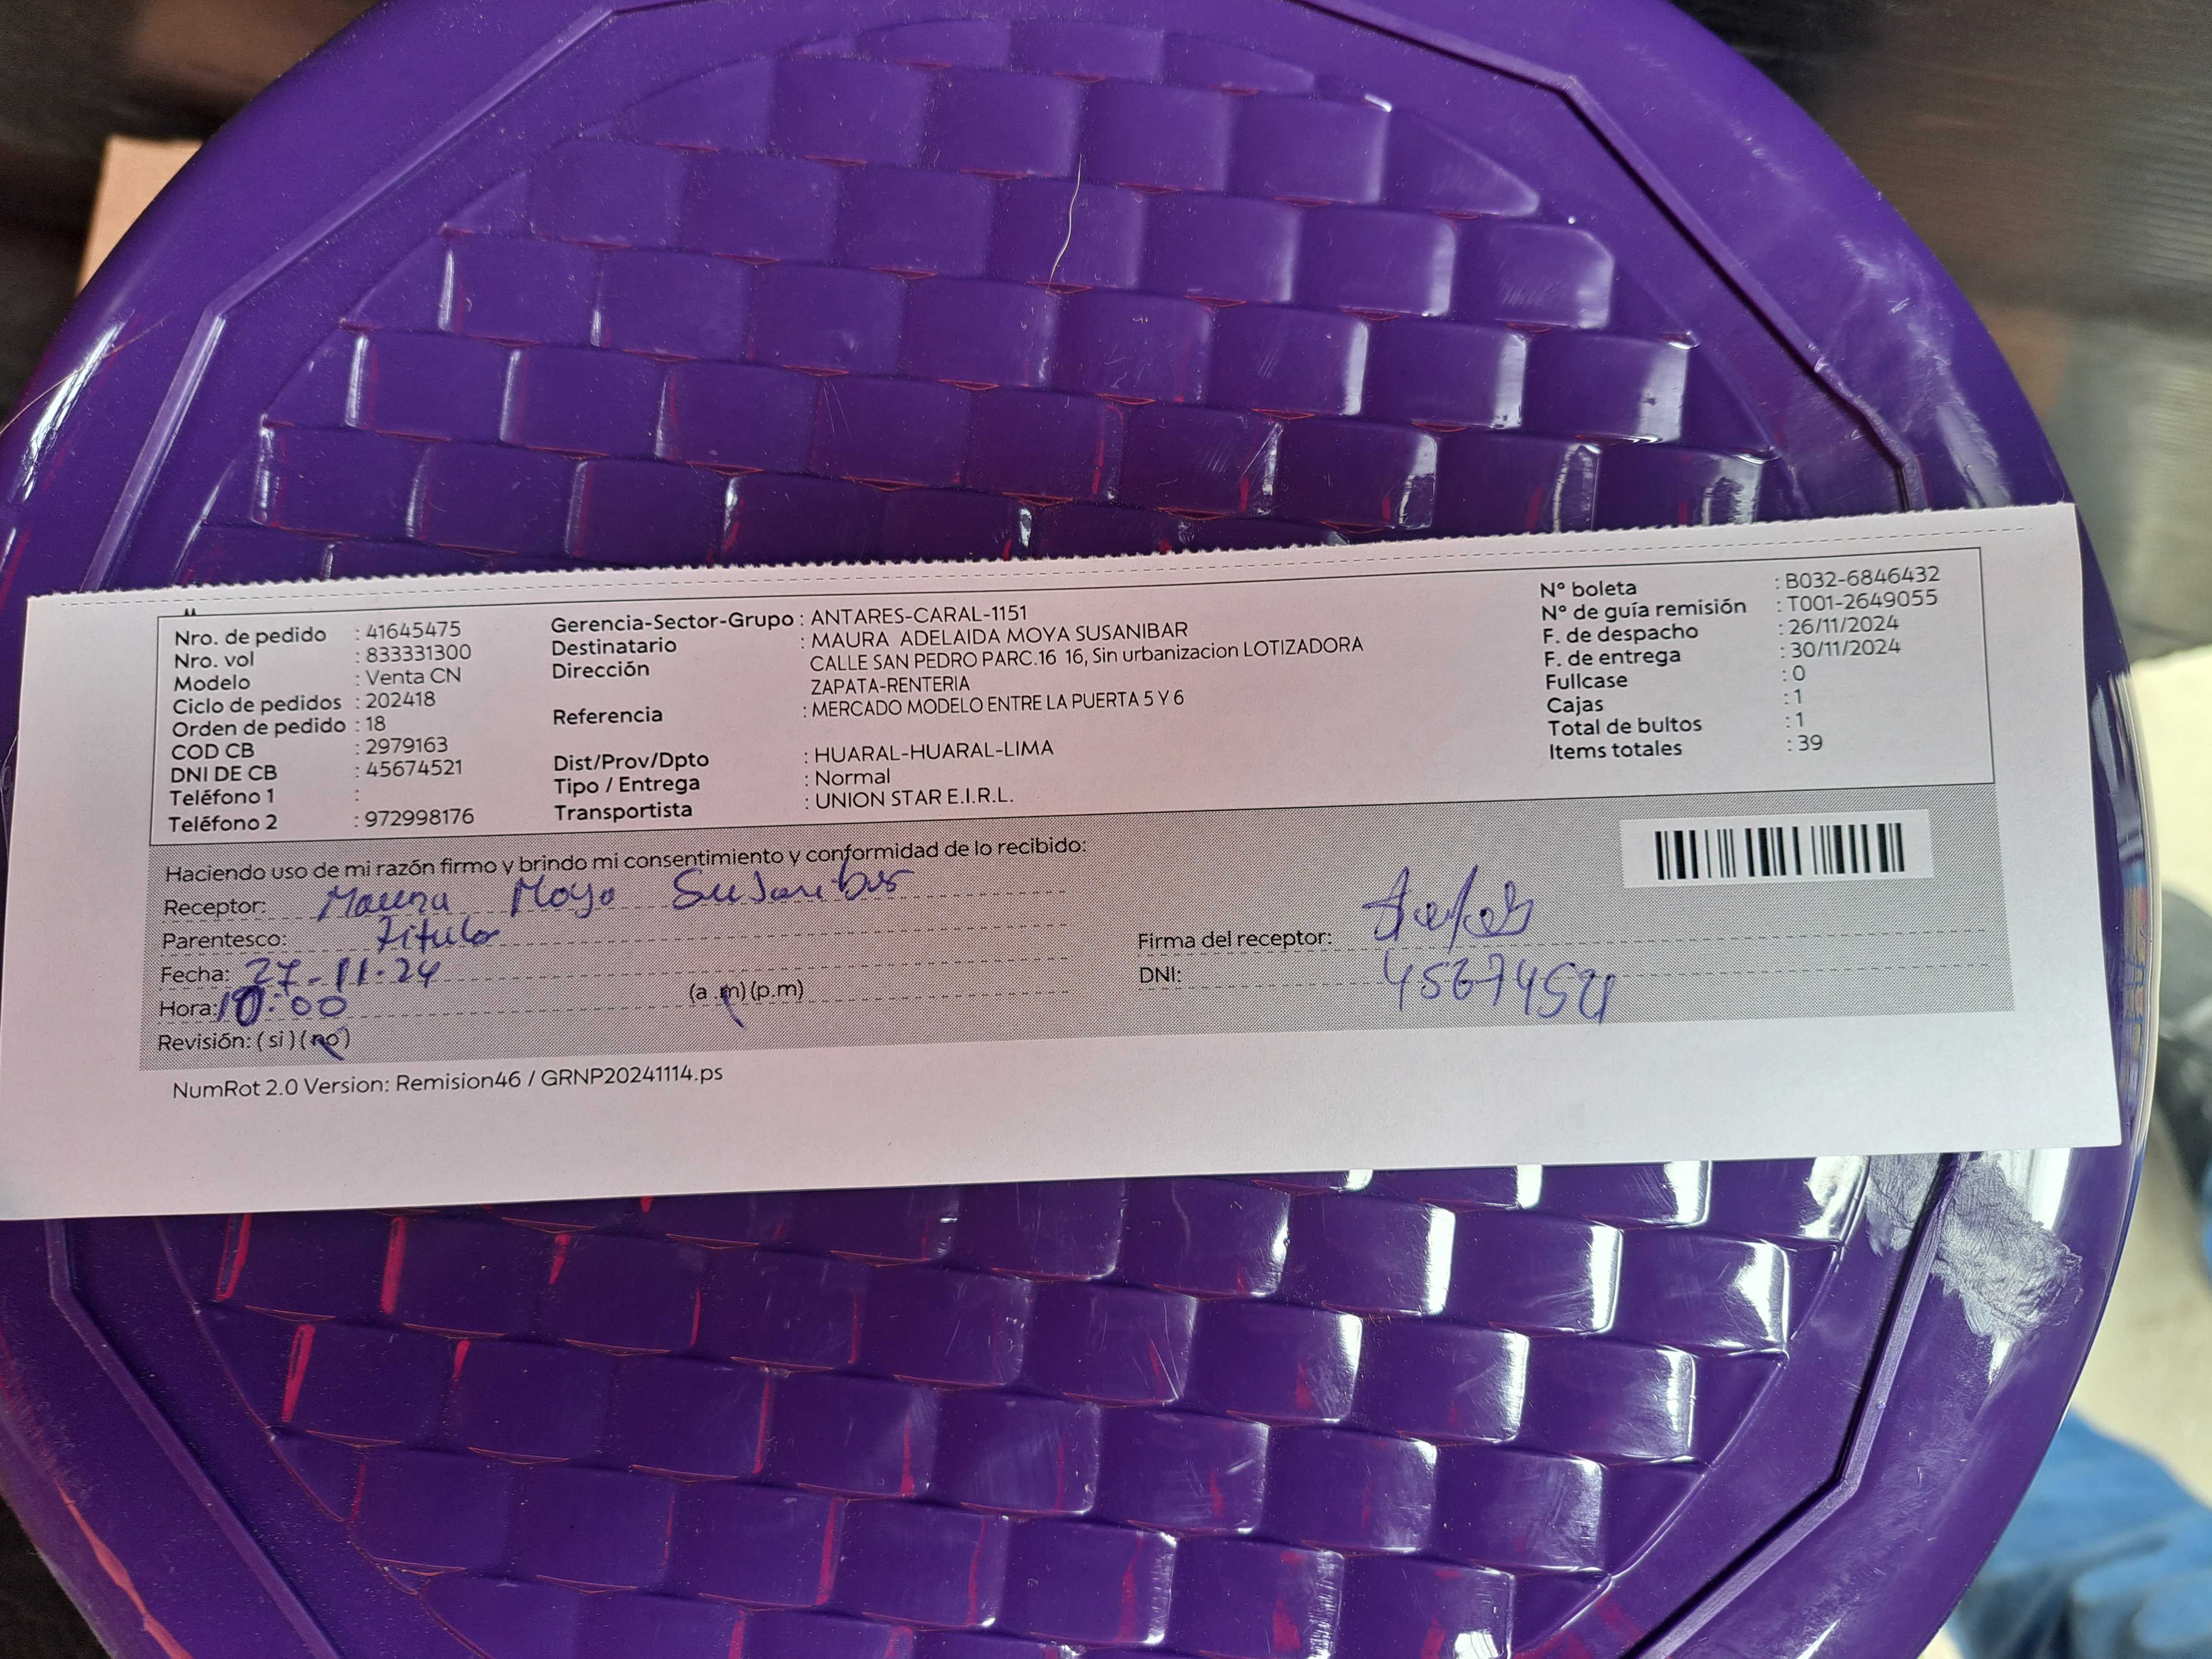 Nro. de pedido : 41645475
Nro. vol : 833331300
Modelo : Venta CN
Ciclo de pedidos : 202418
Orden de pedido : 18
COD CB : 2979163
DNI DE CB : 45674521
Teléfono 1 :
Teléfono 2 : 972998176
Gerencia-Sector-Grupo : ANTARES-CARAL-1151
Destinatario : MAURA ADELAIDA MOYA SUSANIBAR
Dirección CALLE SAN PEDRO PARC.16 16, Sin urbanizacion LOTIZADORA
ZAPATA-RENTERIA
Referencia : MERCADO MODELO ENTRE LA PUERTA 5 Y 6
Dist/Prov/Dpto : HUARAL-HUARAL-LIMA
Tipo / Entrega : Normal
Transportista : UNION STAR E.I.R.L.
N° boleta : B032-6846432
N° de guía remisión : T001-2649055
F. de despacho : 26/11/2024
F. de entrega : 30/11/2024
Fullcase : 0
Cajas : 1
Total de bultos : 1
Items totales : 39
Haciendo uso de mi razón firmo y brindo mi consentimiento y conformidad de lo recibido:
Receptor: Maura Moya Susanibar
Parentesco: Titular
Fecha: 27-11-24
Hora: 10:00 (a.m) (p.m)
Revisión: (si) (no)
Firma del receptor:
DNI: 45674521
NumRot 2.0 Version: Remision46 / GRNP20241114.ps